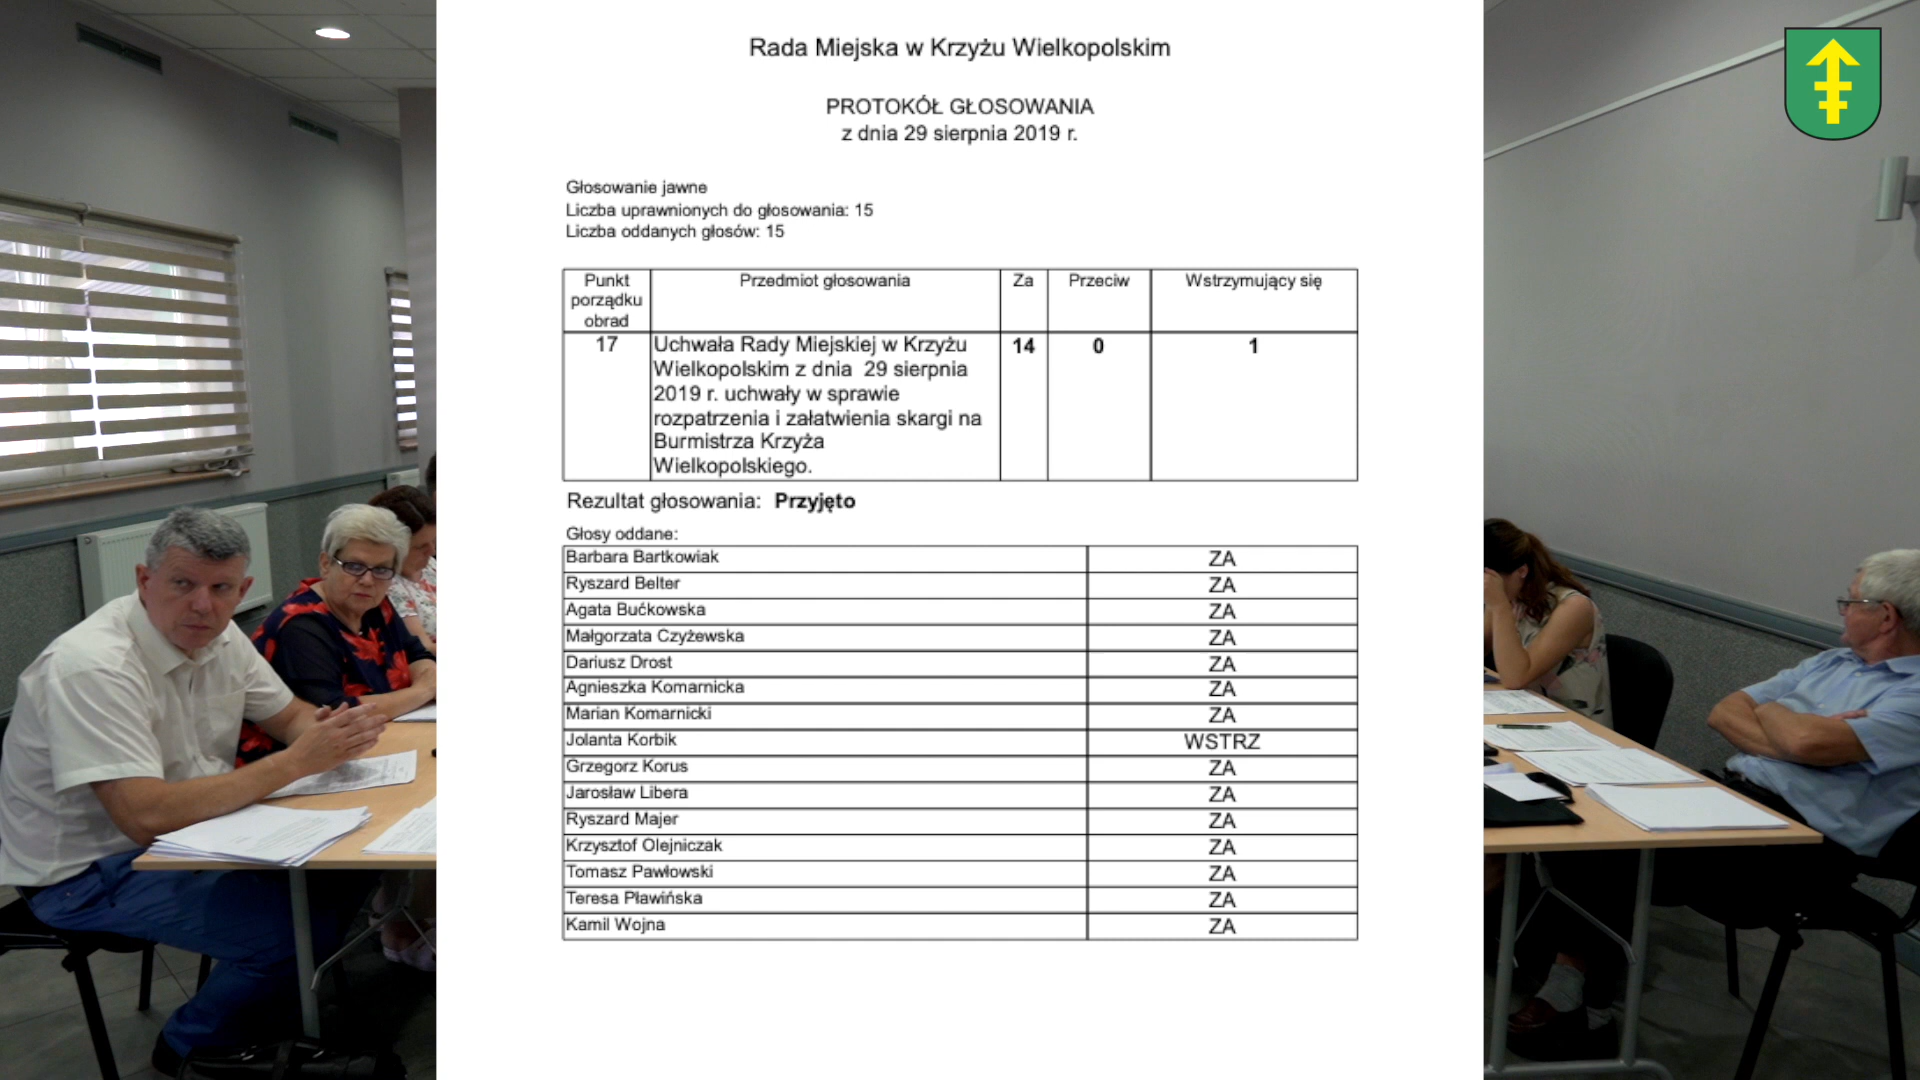 Rada Miejska w Krzyżu Wielkopolskim
PROTOKÓŁ GŁOSOWANIA
z dnia 29 sierpnia 2019 r.
Głosowanie jawne
Liczba uprawnionych do głosowania: 15
Liczba oddanych głosów: 15
Punkt porządku obrad Przedmiot głosowania Za Przeciw Wstrzymujący się
17 Uchwała Rady Miejskiej w Krzyżu 14 0 1
Wielkopolskim z dnia 29 sierpnia
2019 r. uchwały w sprawie
rozpatrzenia i załatwienia skargi na
Burmistrza Krzyża
Wielkopolskiego.
Rezultat głosowania: Przyjęto
Głosy oddane:
Barbara Bartkowiak ZA
Ryszard Belter ZA
Agata Bućkowska ZA
Małgorzata Czyżewska ZA
Dariusz Drost ZA
Agnieszka Komarnicka ZA
Marian Komarnicki ZA
Jolanta Korbik WSTRZ
Grzegorz Korus ZA
Jarosław Libera ZA
Ryszard Majer ZA
Krzysztof Olejniczak ZA
Tomasz Pawłowski ZA
Teresa Pławińska ZA
Kamil Wojna ZA